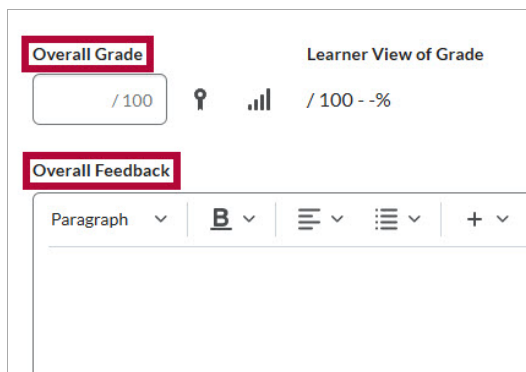 Overall Grade Learner View of Grade
/ 100 / 100 - -%
Overall Feedback
Paragraph B +